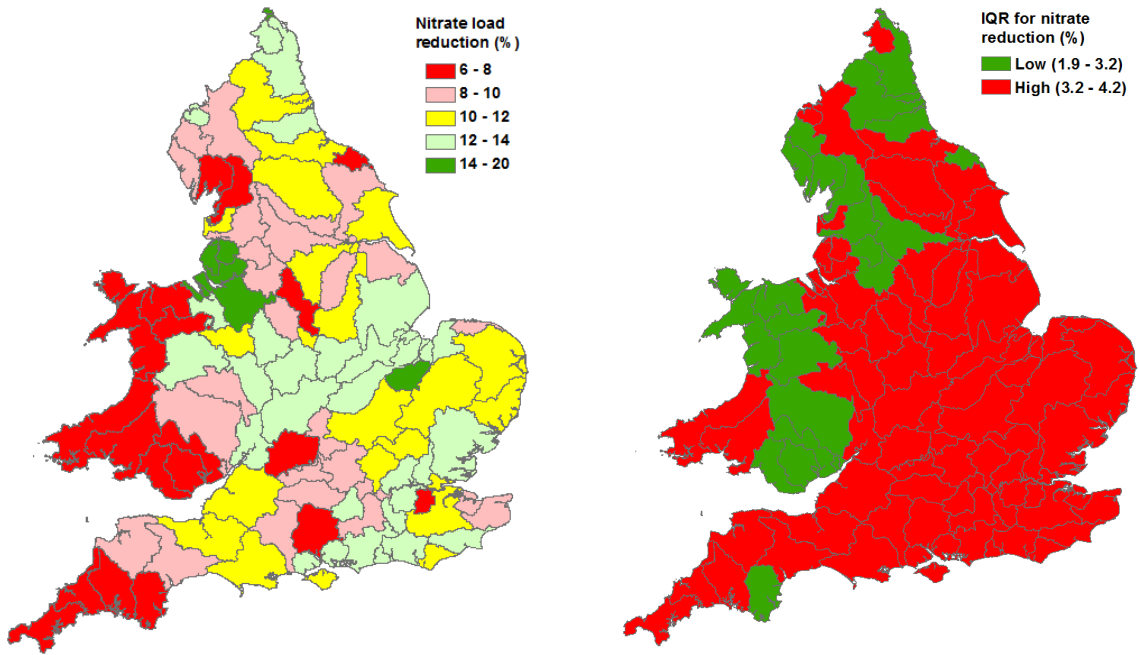 Nitrate load
reduction (%)
6 - 8
8 - 10
10 - 12
12 - 14
14 - 20
IQR for nitrate
reduction (%)
Low (1.9 - 3.2)
High (3.2 - 4.2)